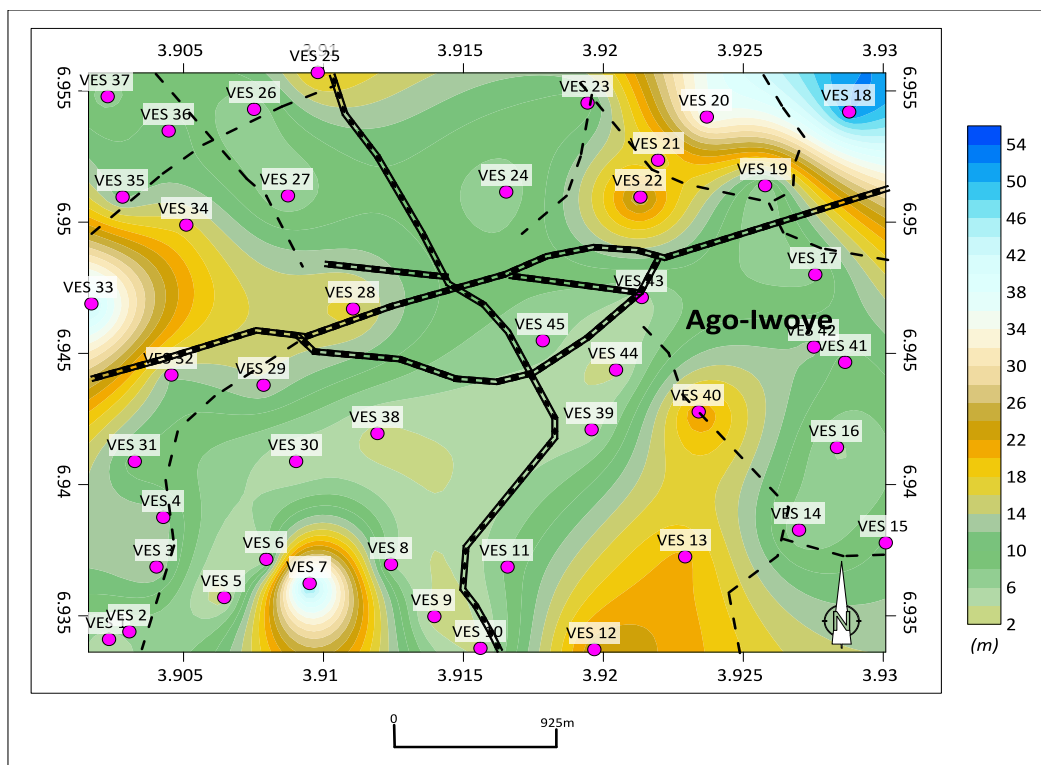 3.905 3.91 3.915 3.92 3.925 3.93
VES 25
VES 37
VES 26
VES 23
VES 20
VES 18
VES 36
6.955
6.955
VES 21
VES 35
VES 27
VES 24
VES 22
VES 19
VES 34
6.95
6.95
VES 17
VES 33
VES 28
VES 43
Ago-Iwoye
VES 45
VES 42
VES 41
VES 32
VES 29
VES 44
6.945
6.945
VES 38
VES 39
VES 40
VES 31
VES 30
VES 16
6.94
6.94
VES 4
VES 14
VES 15
VES 3
VES 6
VES 8
VES 11
VES 13
VES 5
VES 7
VES 9
VES 2
VES 10
VES 12
6.935
6.935
N
3.905 3.91 3.915 3.92 3.925 3.93
54
50
46
42
38
34
30
26
22
18
14
10
6
2
(m)
0 925m